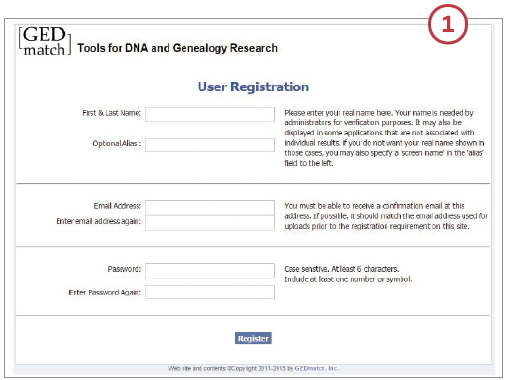 1
GED
match
Tools for DNA and Genealogy Research
User Registration
First & Last Name:
Please enter your real name here. Your name is needed by
administrators for verification purposes. It may also be
displayed in some applications that are not associated with
individual results. If you do not want your real name shown in
those cases, you may also specify a 'screen name' in the 'alias'
field to the left.
Optional Alias:
Email Address:
You must be able to receive a confirmation email at this
address. If possible, it should match the email address used for
uploads prior to the registration requirement on this site.
Enter email address again:
Password:
Case senstive. At least 6 characters.
Include at least one number or symbol.
Enter Password Again:
Register
Web site and contents ©Copyright 2011-2015 by GEDmatch, Inc.